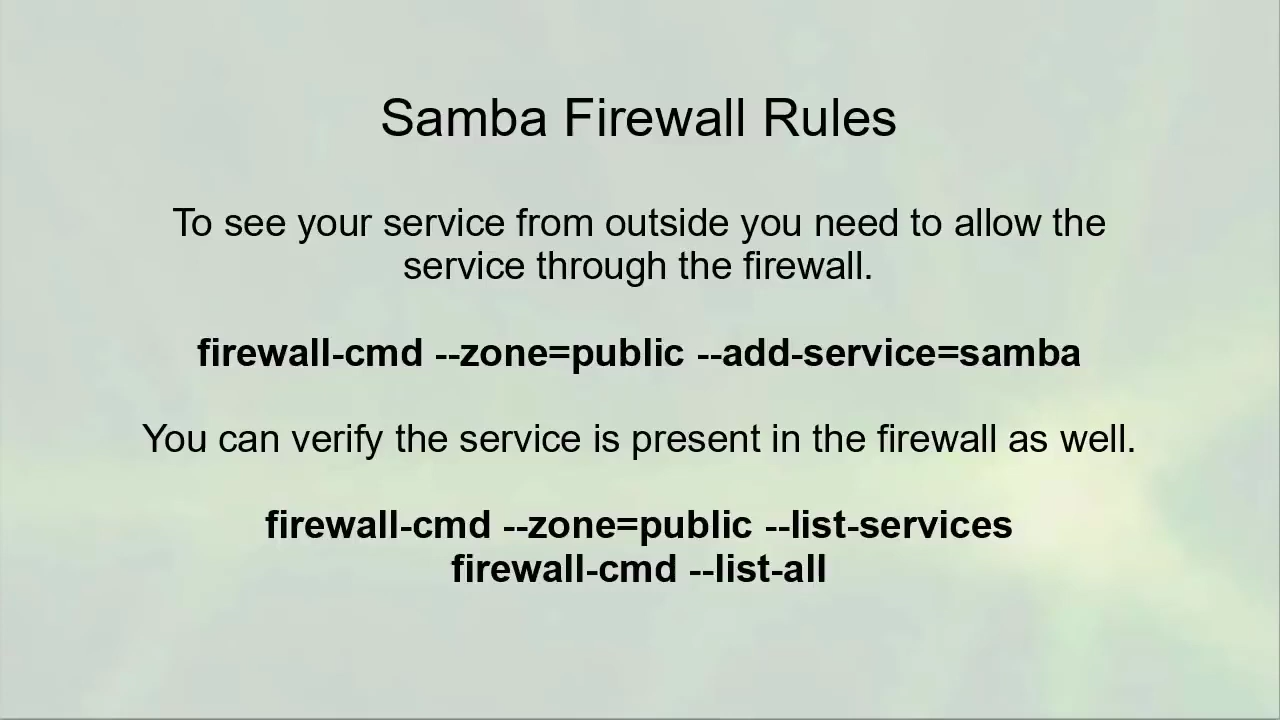 Samba Firewall Rules
To see your service from outside you need to allow the
service through the firewall.
firewall-cmd --zone=public --add-service=samba
You can verify the service is present in the firewall as well.
firewall-cmd --zone=public --list-services
firewall-cmd --list-all